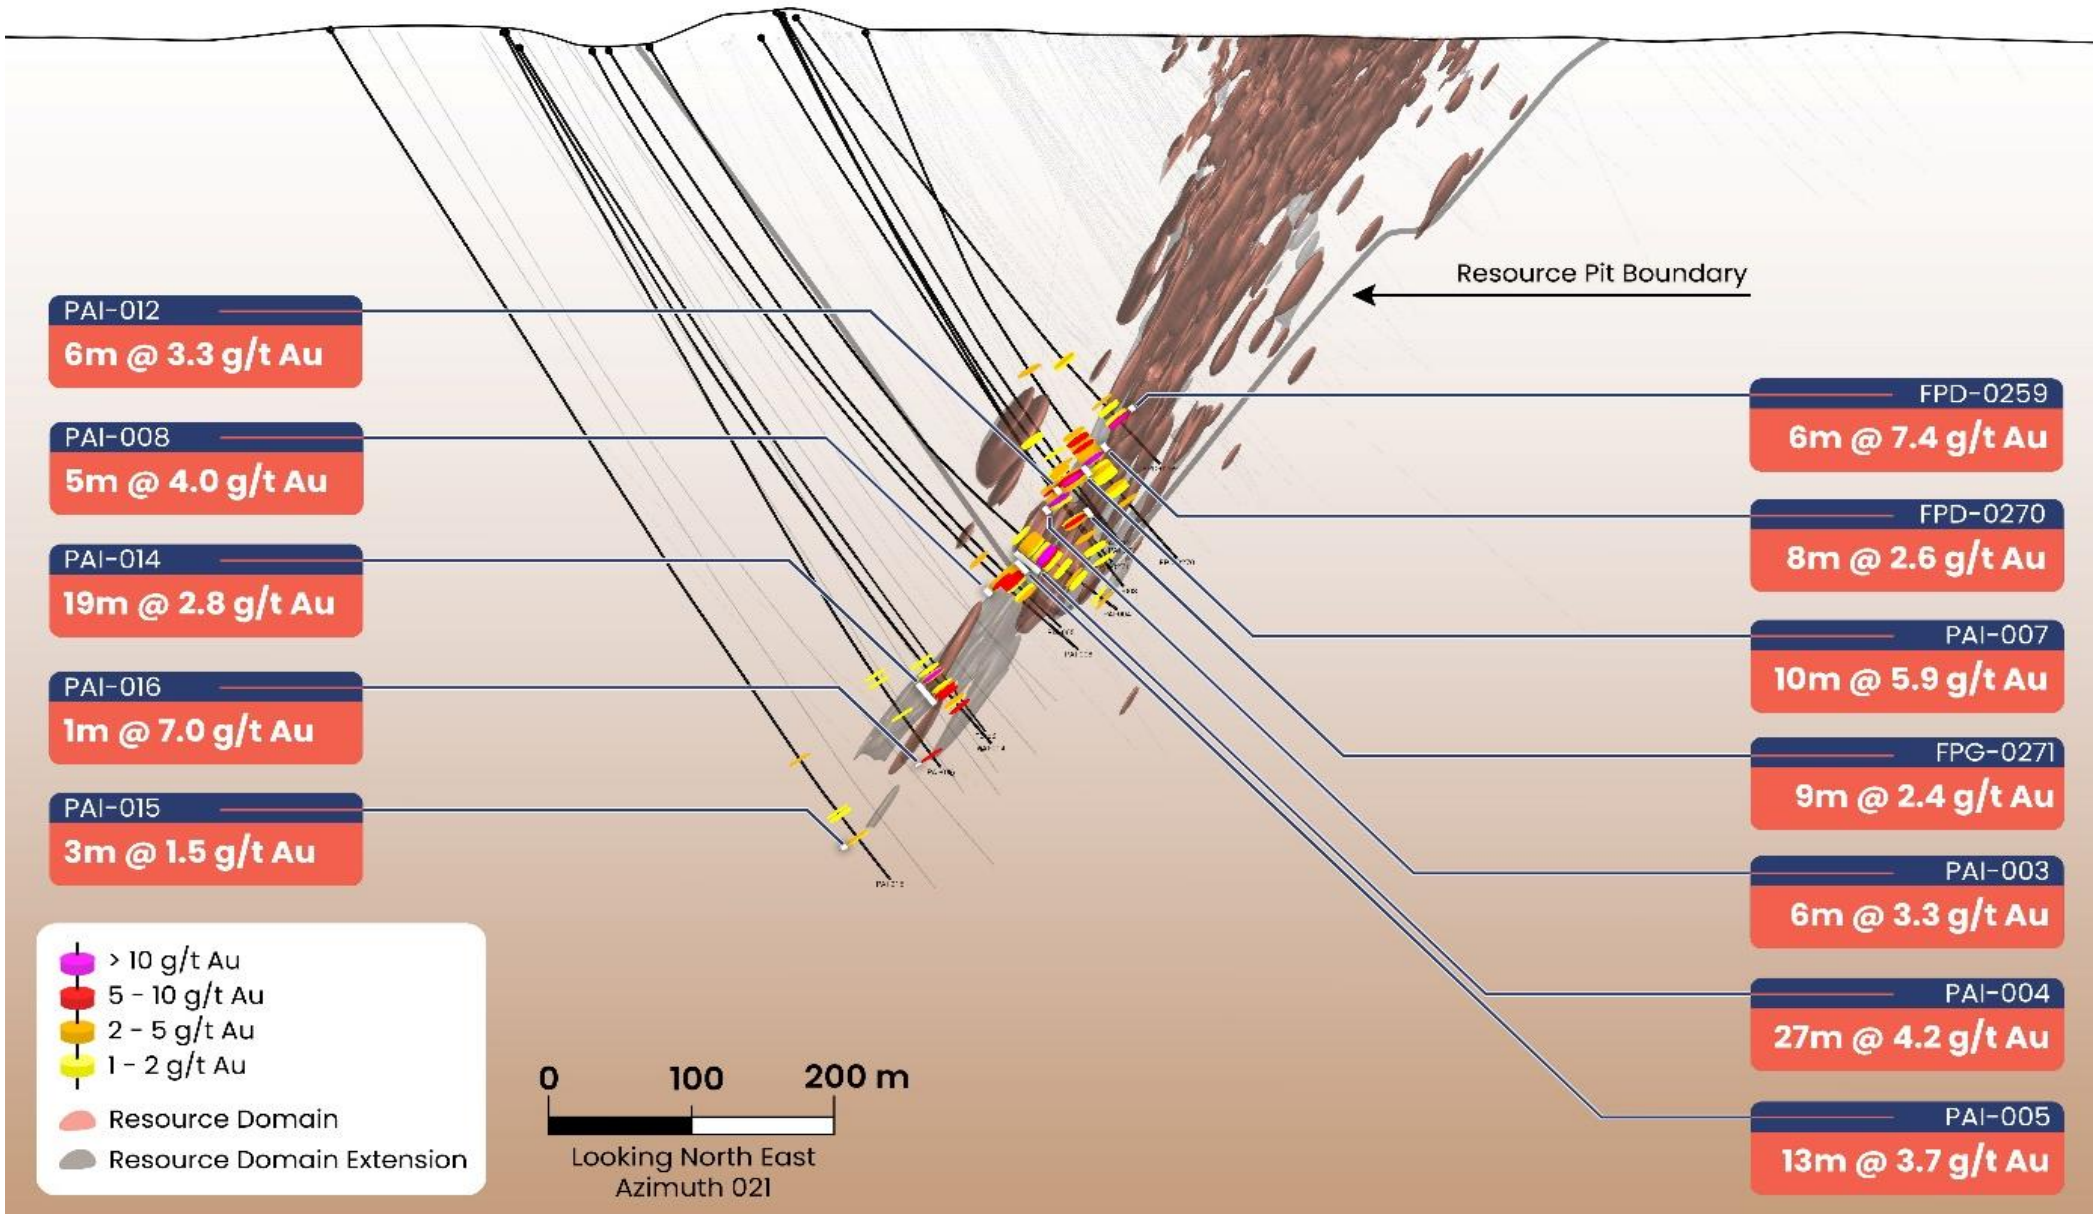 Resource Pit Boundary
PAI-012
6m @ 3.3 g/t Au
PAI-008
5m @ 4.0 g/t Au
PAI-014
19m @ 2.8 g/t Au
PAI-016
1m @ 7.0 g/t Au
PAI-015
3m @ 1.5 g/t Au
FPD-0259
6m @ 7.4 g/t Au
FPD-0270
8m @ 2.6 g/t Au
PAI-007
10m @ 5.9 g/t Au
FPG-0271
9m @ 2.4 g/t Au
PAI-003
6m @ 3.3 g/t Au
PAI-004
27m @ 4.2 g/t Au
PAI-005
13m @ 3.7 g/t Au
PAI-004
PAI-016
> 10 g/t Au
5 - 10 g/t Au
2 - 5 g/t Au
1 - 2 g/t Au
Resource Domain
Resource Domain Extension
0 100 200 m
Looking North East
Azimuth 021